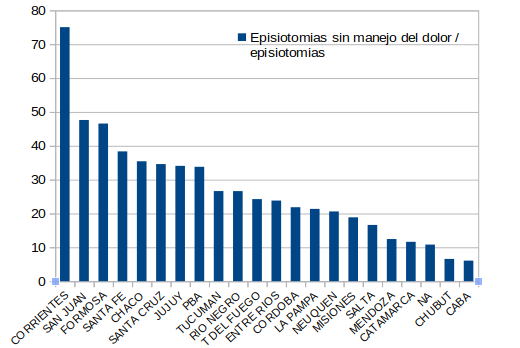 80
70
60
50
40
30
20
10
0
Episiotomias sin manejo del dolor /
episiotomias
CORRIENTES
SAN JUAN
FORMOSA
SANTA FE
CHACO
SANTA CRUZ
JUJUY
PBA
TUCUMAN
RIO NEGRO
T DEL FUEGO
ENTRE RIOS
CORDOBA
LA PAMPA
NEUQUEN
MISIONES
SALTA
MENDOZA
CATAMARCA
NA
CHUBUT
CABA